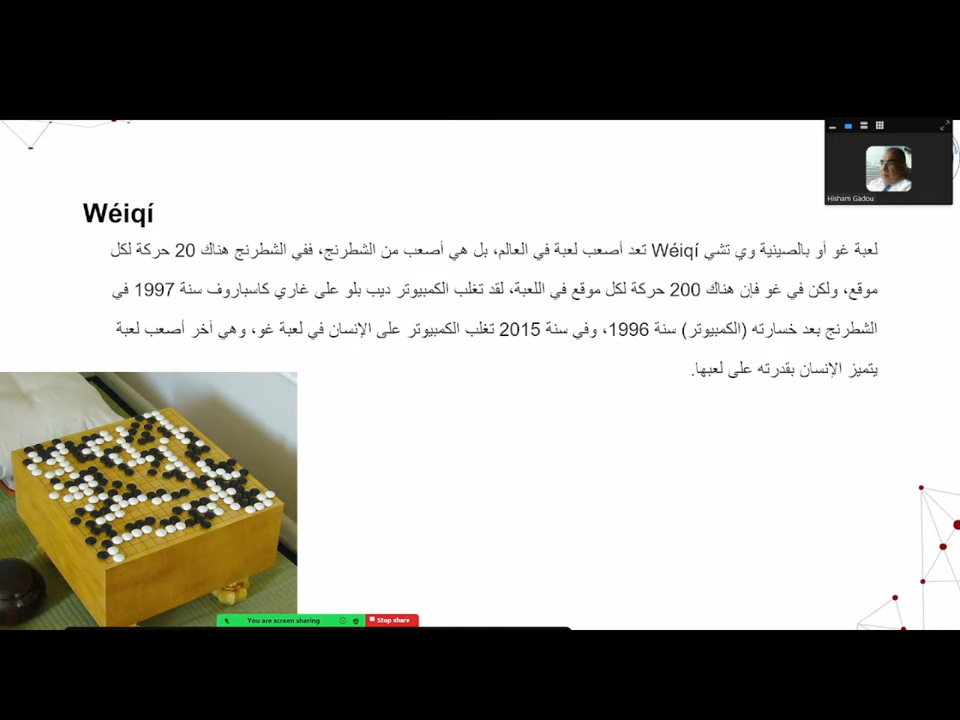 Hisham Gadou
Wéiqí
لعبة غو أو بالصينية وي تشي Wéiqí تعد أصعب لعبة في العالم، بل هي أصعب من الشطرنج، ففي الشطرنج هناك 20 حركة لكل
موقع، ولكن في غو فإن هناك 200 حركة لكل موقع في اللعبة، لقد تغلب الكمبيوتر ديب بلو على غاري كاسباروف سنة 1997 في
الشطرنج بعد خسارته (الكمبيوتر) سنة 1996، وفي سنة 2015 تغلب الكمبيوتر على الإنسان في لعبة غو، وهي آخر أصعب لعبة
يتميز الإنسان بقدرته على لعبها.
You are screen sharing Stop share